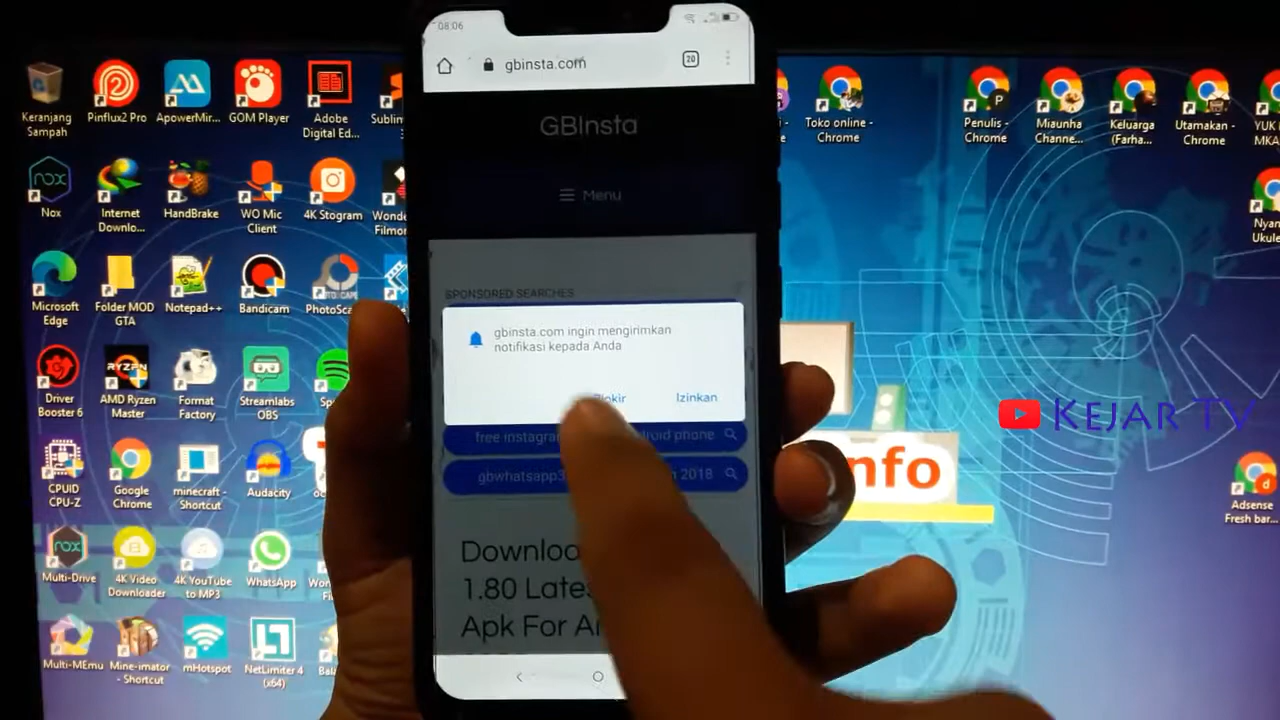 08:06
gbinsta.com
20
GBInsta
Menu
SPONSORED SEARCHES
gbinsta.com ingin mengirimkan
notifikasi kepada Anda
Izinkan
free
phone
2018
1.80
Apk For
Keranjang
Sampah
Pinflux2 Pro
ApowerMir...
GOM Player
Adobe
Digital Ed...
Nox
Internet
Downlo...
HandBrake
WO Mic
Client
4K Stogram
Microsoft
Edge
Folder MOD
GTA
Notepad++
Bandicam
Driver
Booster 6
RYZEN
AMD Ryzen
Master
Format
Factory
Streamlabs
OBS
CPUID
CPU-Z
Google
Chrome
minecraft -
Shortcut
Audacity
Multi-Drive
4K Video
Downloader
4K YouTube
to MP3
WhatsApp
Multi-MEmu
Mine-imator
- Shortcut
mHotspot
NetLimiter 4
(x64)
Toko online -
Chrome
Penulis -
Chrome
Miaunha
Channe...
Keluarga
(Farha...
Utamakan -
Chrome
YUK
KEJAR TV
nfo
Adsense
Fresh bar...